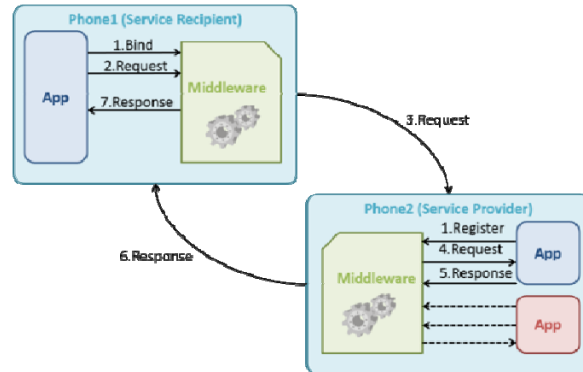 Phone1 (Service Recipient)
1.Bind
2.Request
App
Middleware
7.Response
3.Request
Phone2 (Service Provider)
1.Register
4.Request
6.Response
App
Middleware
5.Response
App